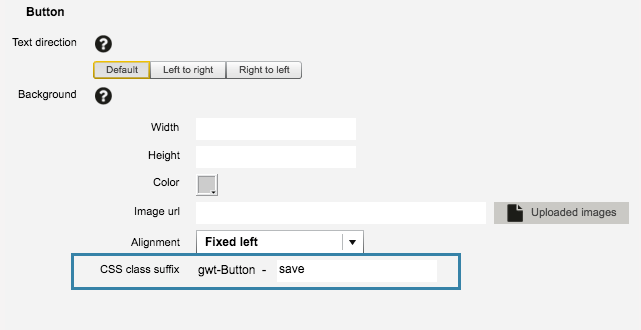 Button
Text direction ?
Default Left to right Right to left
Background ?
Width
Height
Color
Image url Uploaded images
Alignment Fixed left
CSS class suffix gwt-Button - save